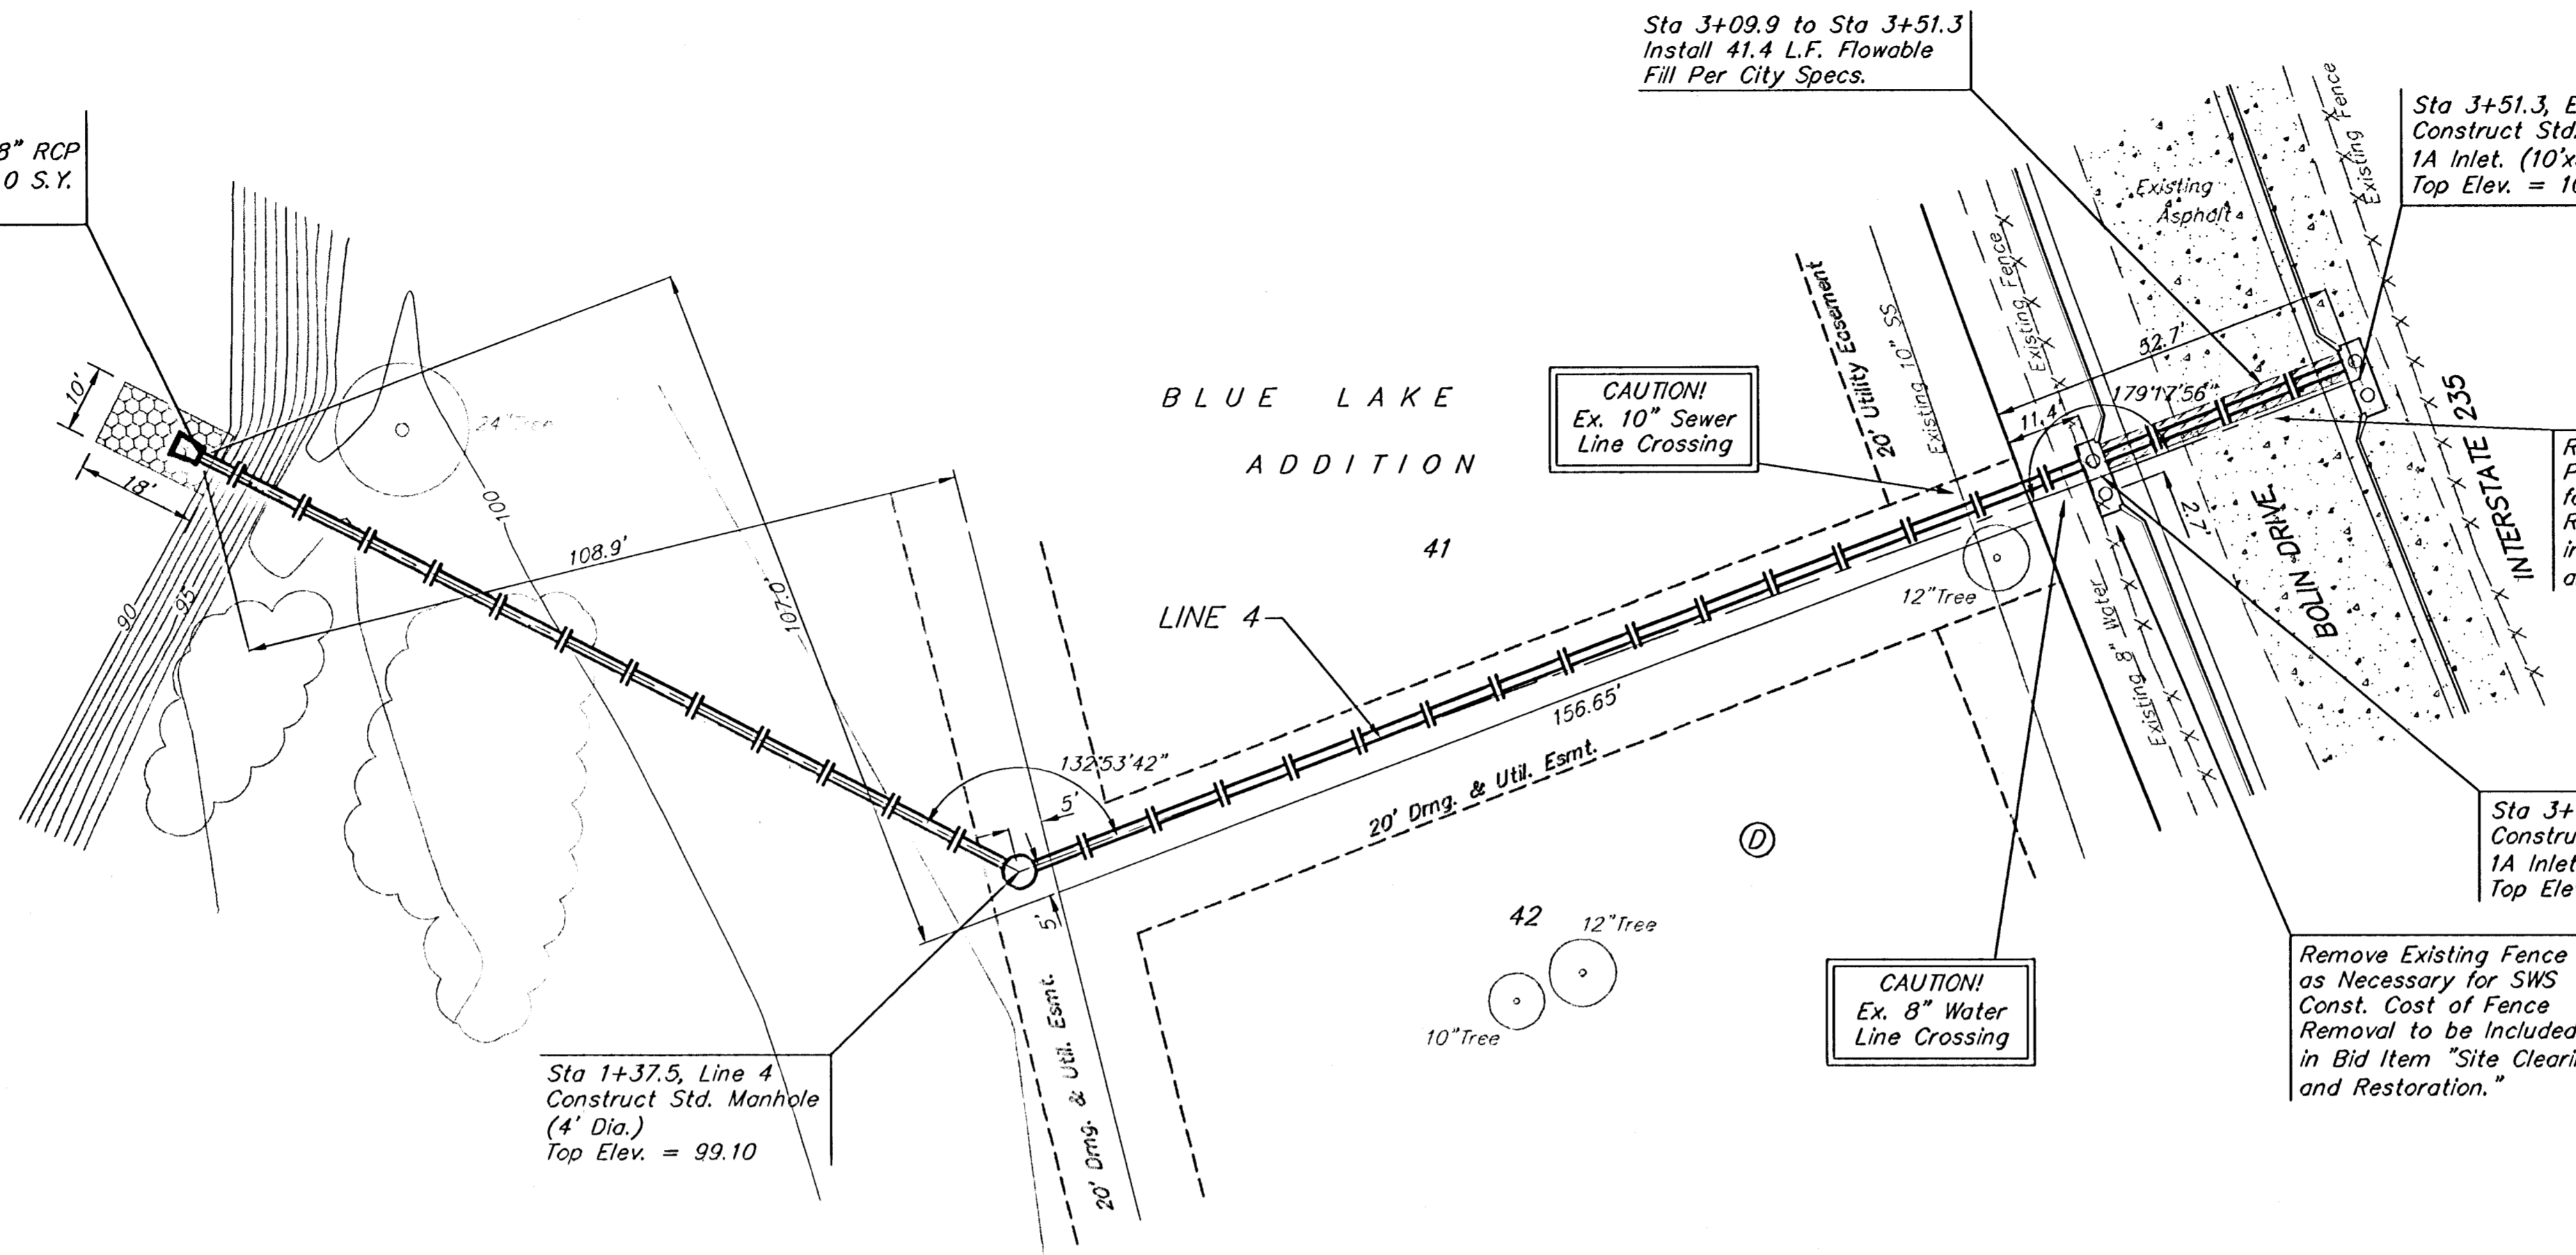 Sta 3+09.9 to Sta 3+51.3
Install 41.4 L.F. Flowable
Fill Per City Specs.
8" RCP
0 S.Y.
Sta 3+51.3, E
Construct Std.
1A Inlet. (10'x
Top Elev. = 10
Existing Fence
Existing
Asphalt
Existing Fence
20' Utility Easement
Existing 10" SS
52.7'
179°17'56"
11.4'
2.7'
INTERSTATE 235
BOLIN DRIVE
10'
18'
24" Tree
BLUE LAKE
ADDITION
CAUTION!
Ex. 10" Sewer
Line Crossing
R
P
fo
R
in
a
100
108.9'
107.0'
90
95
41
LINE 4
12" Tree
Existing 8" Water
156.65'
132°53'42"
5'
20' Drng. & Util. Esmt.
D
5'
20' Drng. & Util. Esmt.
42
12" Tree
10" Tree
Sta 3+
Constru
1A Inlet
Top Ele
CAUTION!
Ex. 8" Water
Line Crossing
Remove Existing Fence
as Necessary for SWS
Const. Cost of Fence
Removal to be Included
in Bid Item "Site Clearin
and Restoration."
Sta 1+37.5, Line 4
Construct Std. Manhole
(4' Dia.)
Top Elev. = 99.10